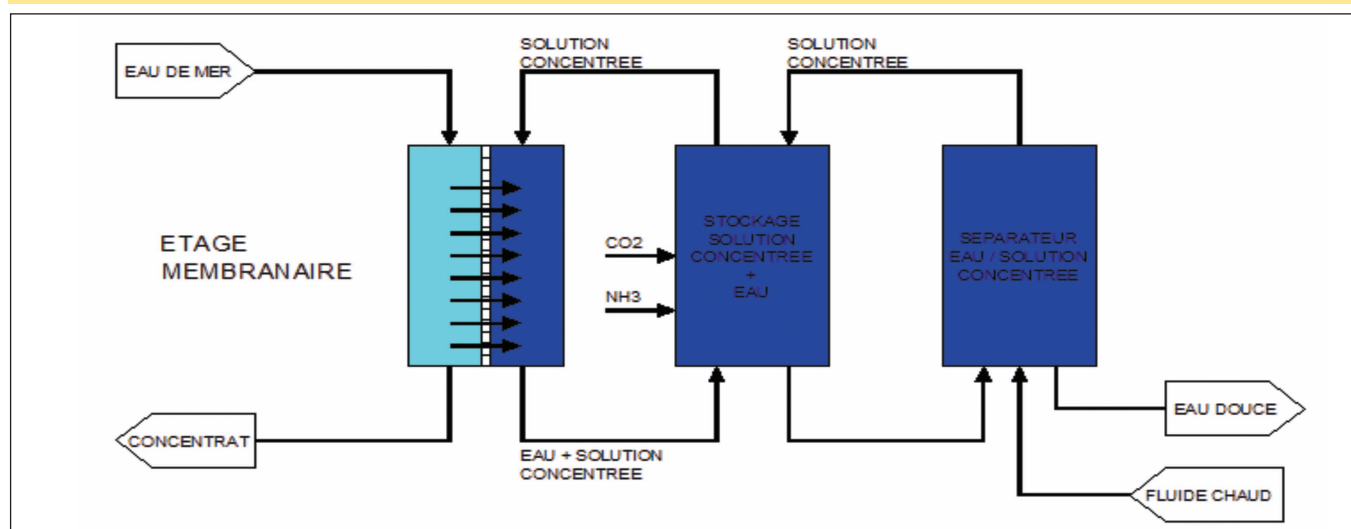 EAU DE MER
SOLUTION
CONCENTREE
SOLUTION
CONCENTREE
ETAGE
MEMBRANAIRE
CO2
NH3
STOCKAGE
SOLUTION
CONCENTREE
+
EAU
SEPARATEUR
EAU / SOLUTION
CONCENTREE
CONCENTRAT
EAU + SOLUTION
CONCENTREE
EAU DOUCE
FLUIDE CHAUD